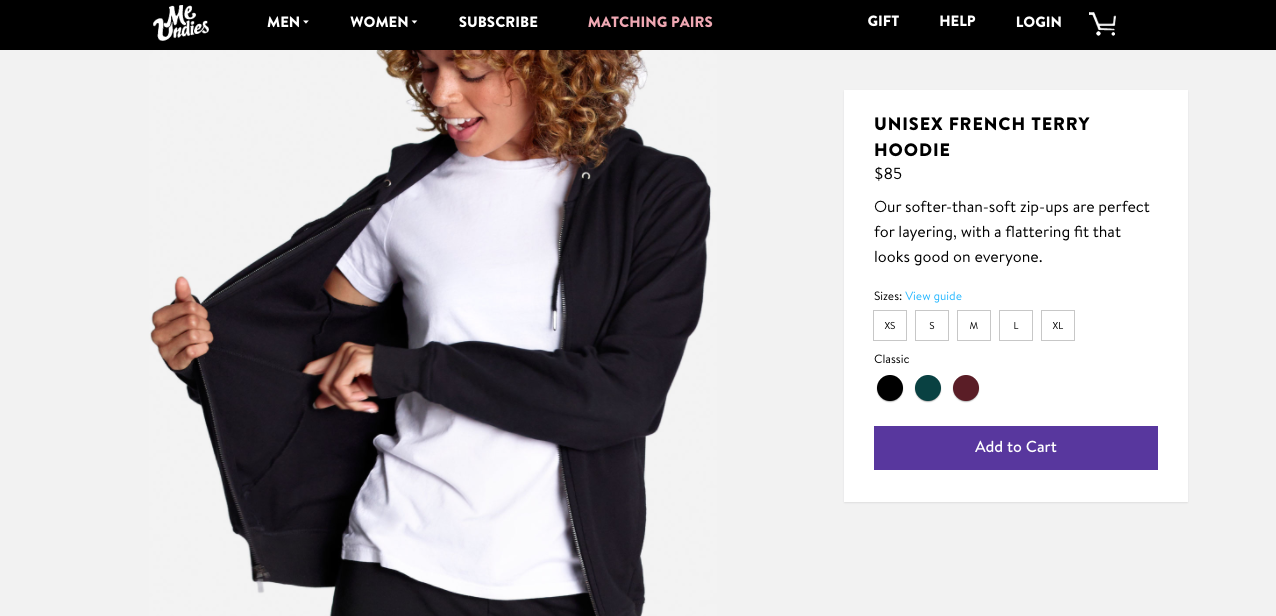 Me Undies
MEN WOMEN SUBSCRIBE MATCHING PAIRS GIFT HELP LOGIN
UNISEX FRENCH TERRY
HOODIE
$85
Our softer-than-soft zip-ups are perfect
for layering, with a flattering fit that
looks good on everyone.
Sizes: View guide
XS S M L XL
Classic
Add to Cart